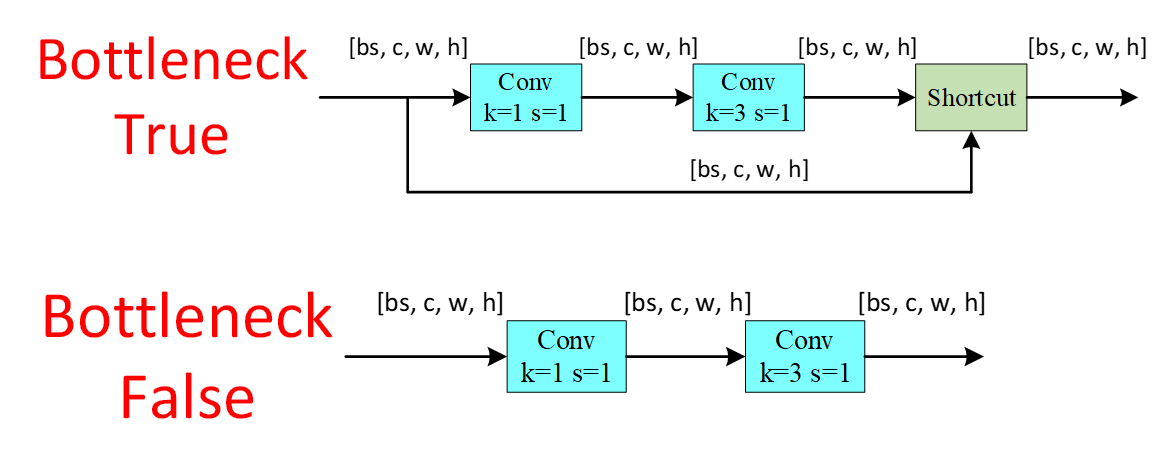 Bottleneck
True
[bs, c, w, h]
[bs, c, w, h]
[bs, c, w, h]
[bs, c, w, h]
Conv
k=1 s=1
Conv
k=3 s=1
Shortcut
[bs, c, w, h]
Bottleneck
False
[bs, c, w, h]
[bs, c, w, h]
[bs, c, w, h]
Conv
k=1 s=1
Conv
k=3 s=1